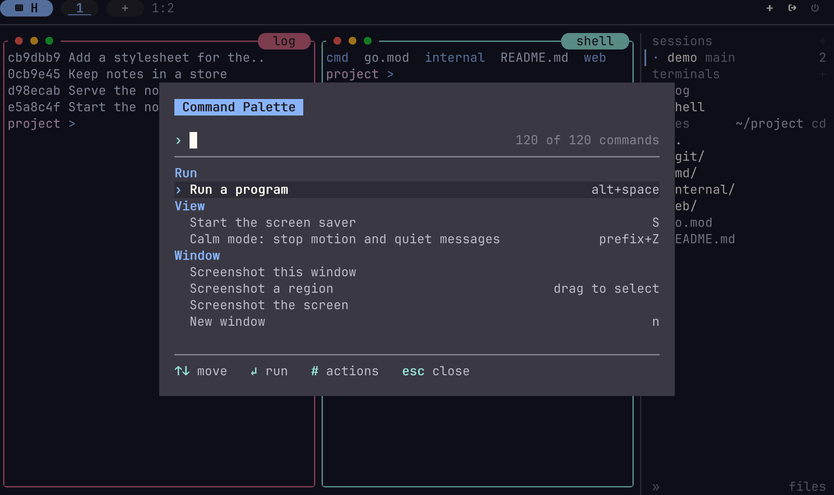 H 1 + 1:2
log
shell
sessions
cb9dbb9 Add a stylesheet for the..
cmd go.mod internal README.md web
· demo main 2
0cb9e45 Keep notes in a store
project >
terminals +
d98ecab Serve the no
og
e5a8c4f Start the no
hell
project >
es ~/project cd
Command Palette
.
› 120 of 120 commands
git/
md/
Run
› Run a program alt+space
nternal/
View
eb/
Start the screen saver S
o.mod
Calm mode: stop motion and quiet messages prefix+Z
EADME.md
Window
Screenshot this window
Screenshot a region drag to select
Screenshot the screen
New window n
↑↓ move ↲ run # actions esc close
» files